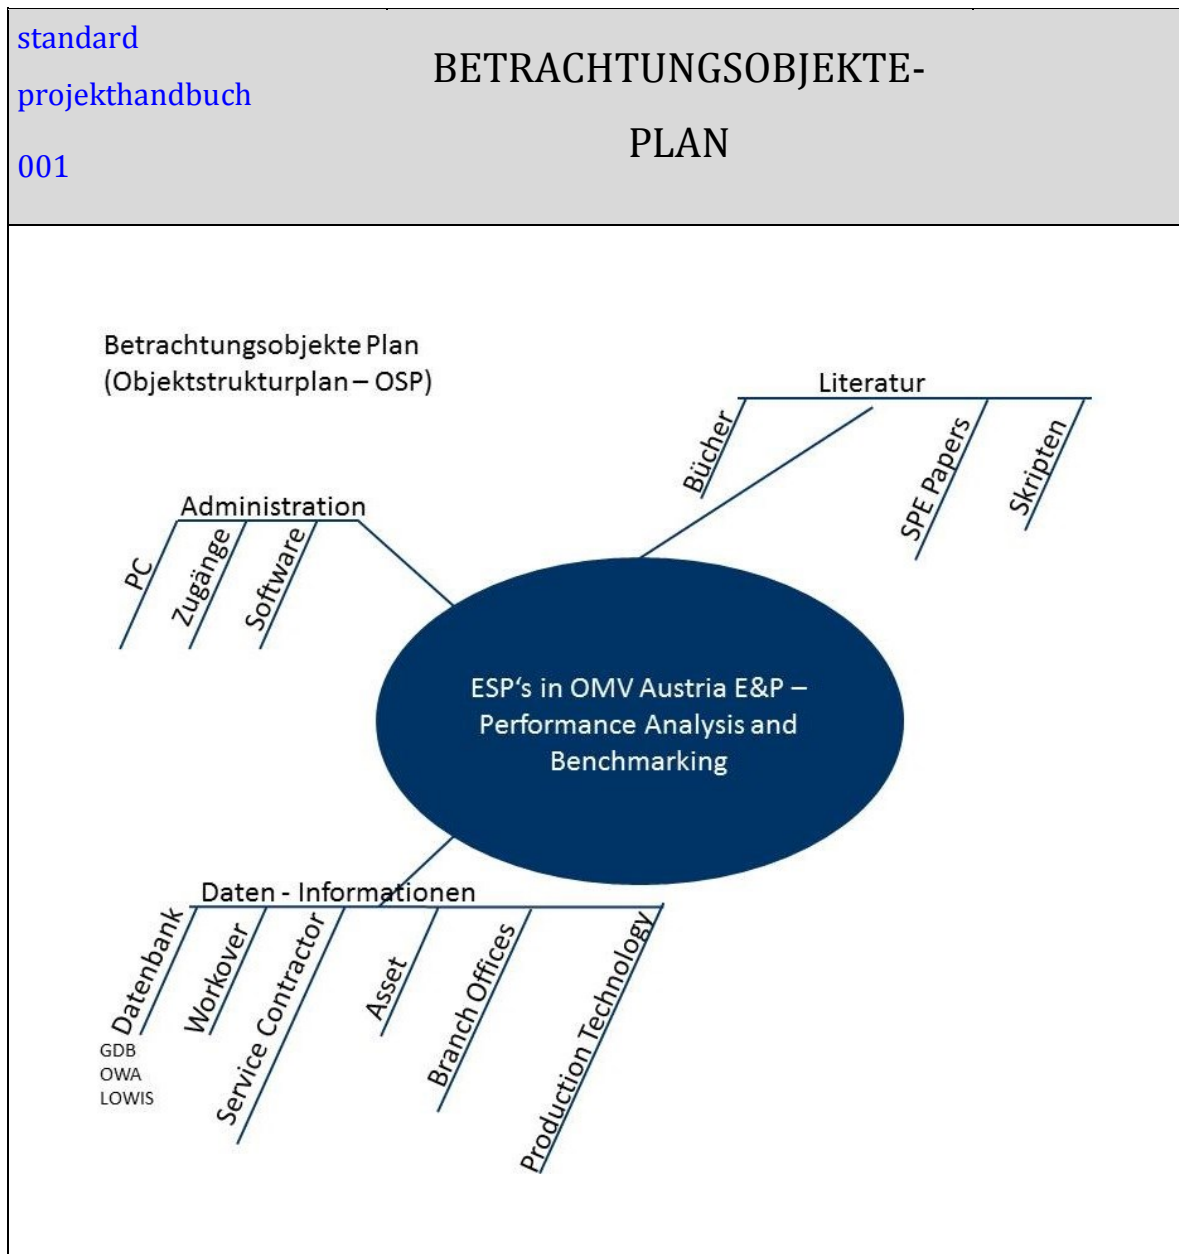 standard
projekthandbuch
001
BETRACHTUNGSOBJEKTE-
PLAN
Betrachtungsobjekte Plan
(Objektstrukturplan – OSP)
Literatur
Bücher
SPE Papers
Skripten
Administration
PC
Zugänge
Software
ESP‘s in OMV Austria E&P –
Performance Analysis and
Benchmarking
Daten - Informationen
Datenbank
GDB
OWA
LOWIS
Workover
Service Contractor
Asset
Branch Offices
Production Technology